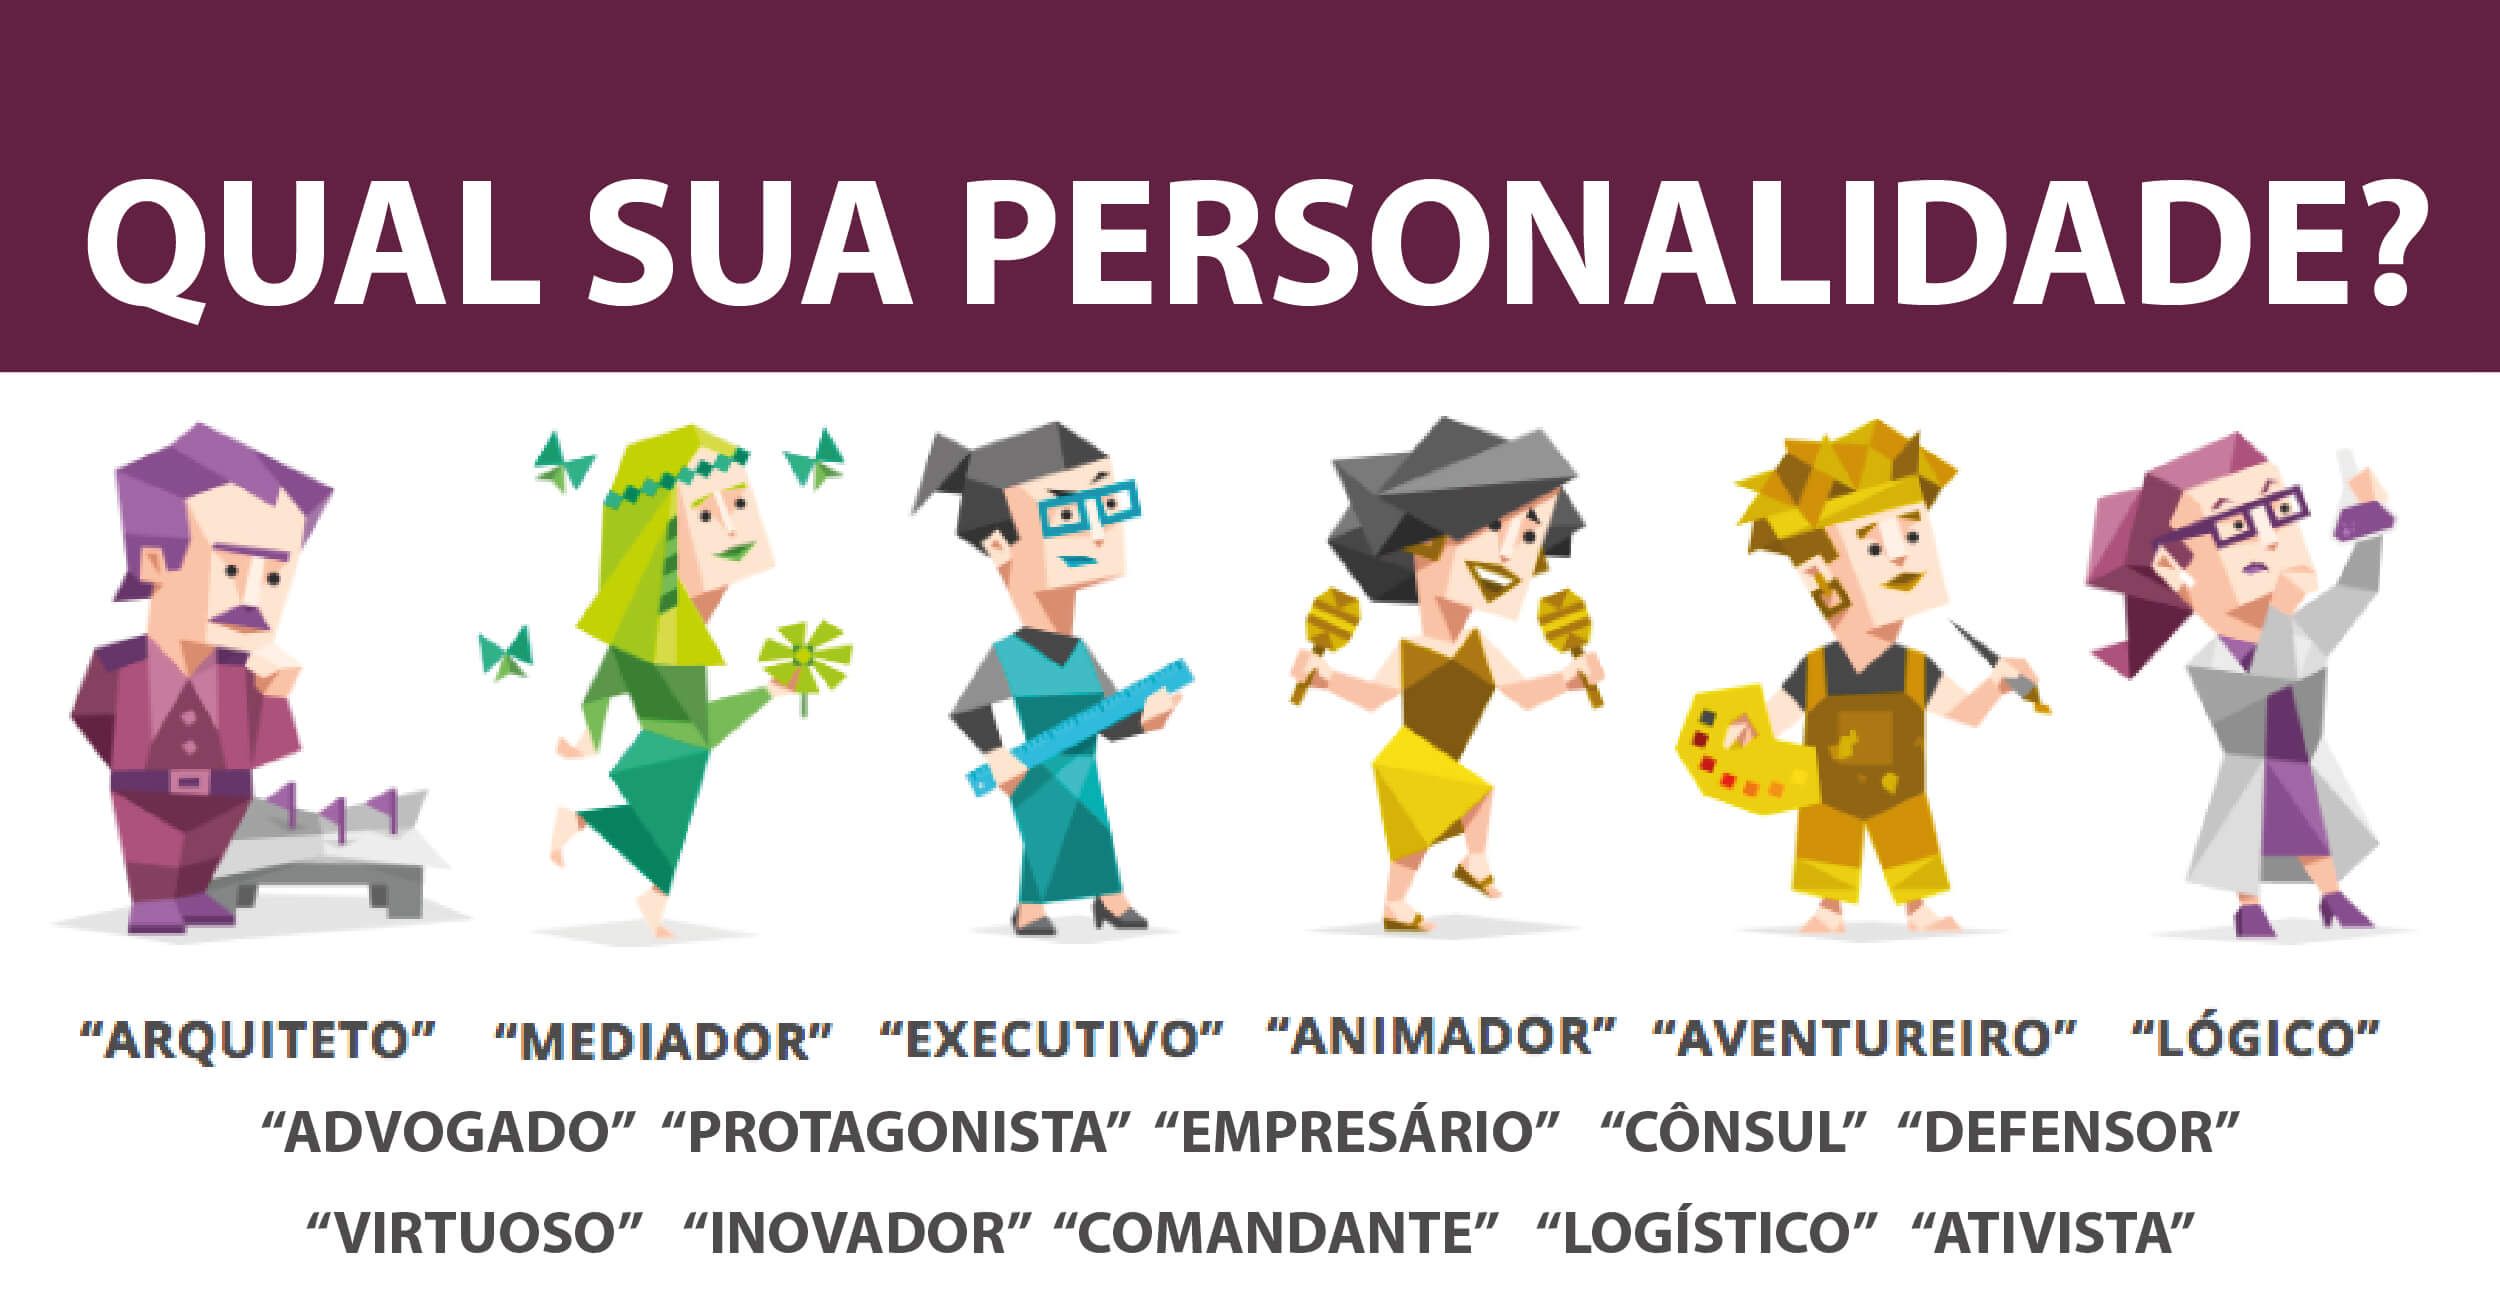 QUAL SUA PERSONALIDADE?
“ARQUITETO” “MEDIADOR” “EXECUTIVO” “ANIMADOR” “AVENTUREIRO” “LÓGICO”
“ADVOGADO” “PROTAGONISTA” “EMPRESÁRIO” “CÔNSUL” “DEFENSOR”
“VIRTUOSO” “INOVADOR” “COMANDANTE” “LOGÍSTICO” “ATIVISTA”